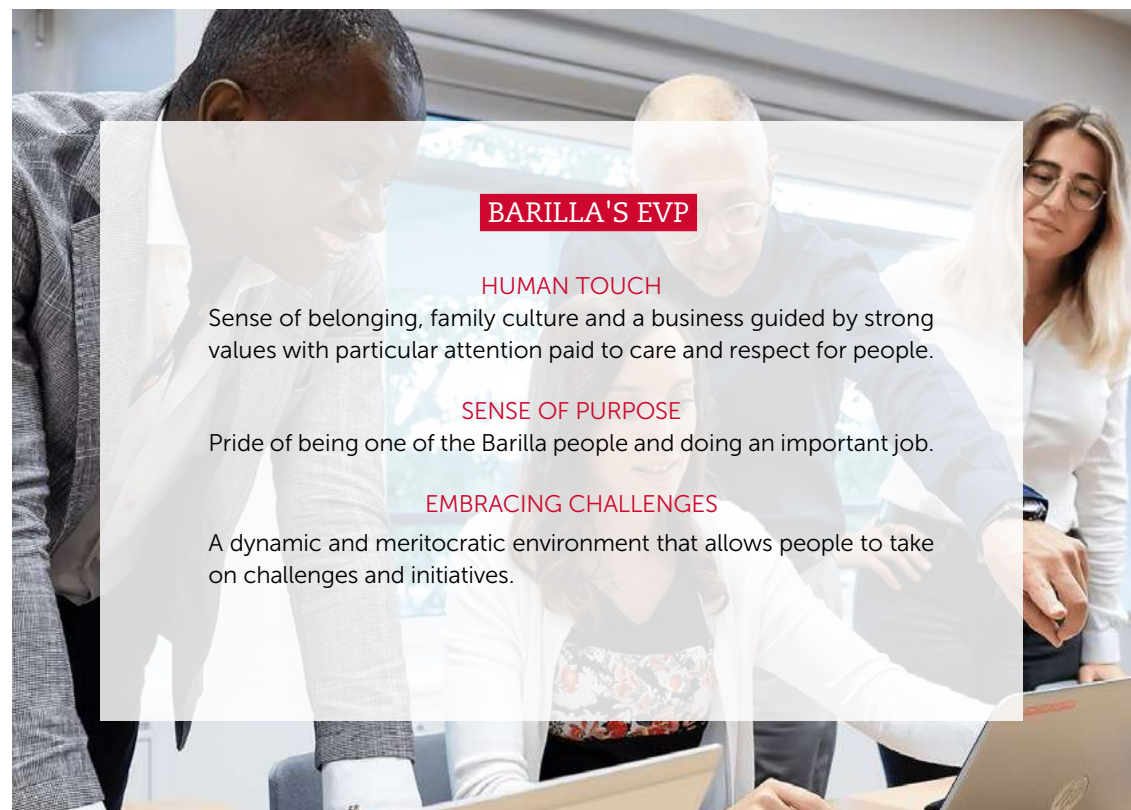 BARILLA'S EVP
HUMAN TOUCH
Sense of belonging, family culture and a business guided by strong
values with particular attention paid to care and respect for people.
SENSE OF PURPOSE
Pride of being one of the Barilla people and doing an important job.
EMBRACING CHALLENGES
A dynamic and meritocratic environment that allows people to take
on challenges and initiatives.